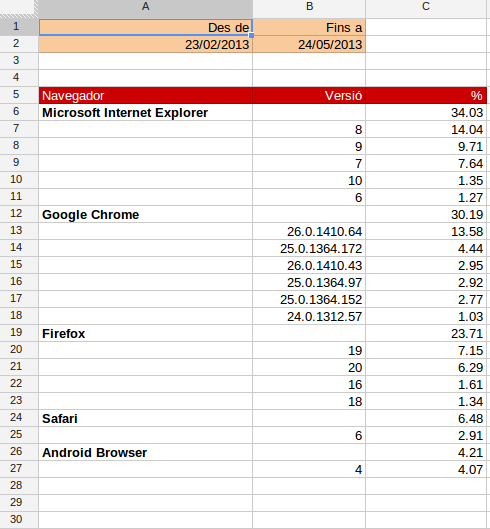 A B C
1 Des de Fins a
2 23/02/2013 24/05/2013
3
4
5 Navegador Versió %
6 Microsoft Internet Explorer 34.03
7 8 14.04
8 9 9.71
9 7 7.64
10 10 1.35
11 6 1.27
12 Google Chrome 30.19
13 26.0.1410.64 13.58
14 25.0.1364.172 4.44
15 26.0.1410.43 2.95
16 25.0.1364.97 2.92
17 25.0.1364.152 2.77
18 24.0.1312.57 1.03
19 Firefox 23.71
20 19 7.15
21 20 6.29
22 16 1.61
23 18 1.34
24 Safari 6.48
25 6 2.91
26 Android Browser 4.21
27 4 4.07
28
29
30